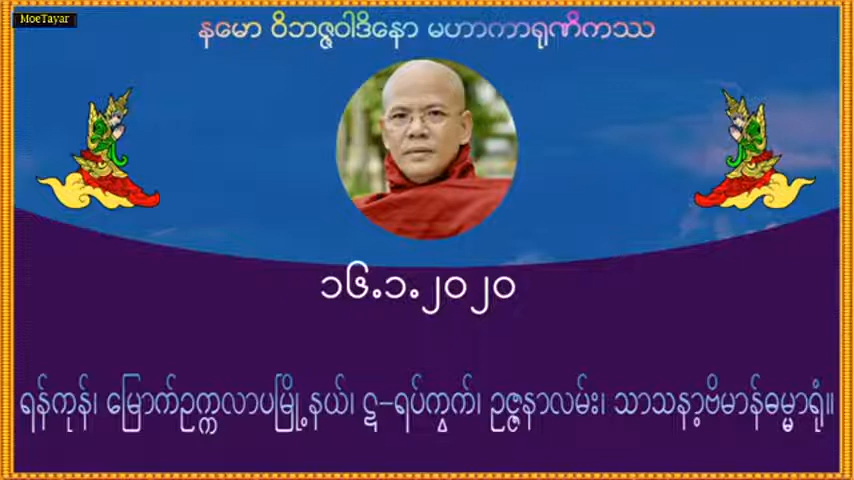 MoeTayar
နမော ဝိဘဇ္ဇဝါဒိနော မဟာကာရုဏိကဿ
၁၆.၁.၂၀၂၀
ရန်ကုန်၊ မြောက်ဥက္ကလာပမြို့နယ်၊ ဋ္ဌ-ရပ်ကွက်၊ ဥဇ္ဇနာလမ်း၊ သာသနာ့ဗိမာန်ဓမ္မာရုံ။